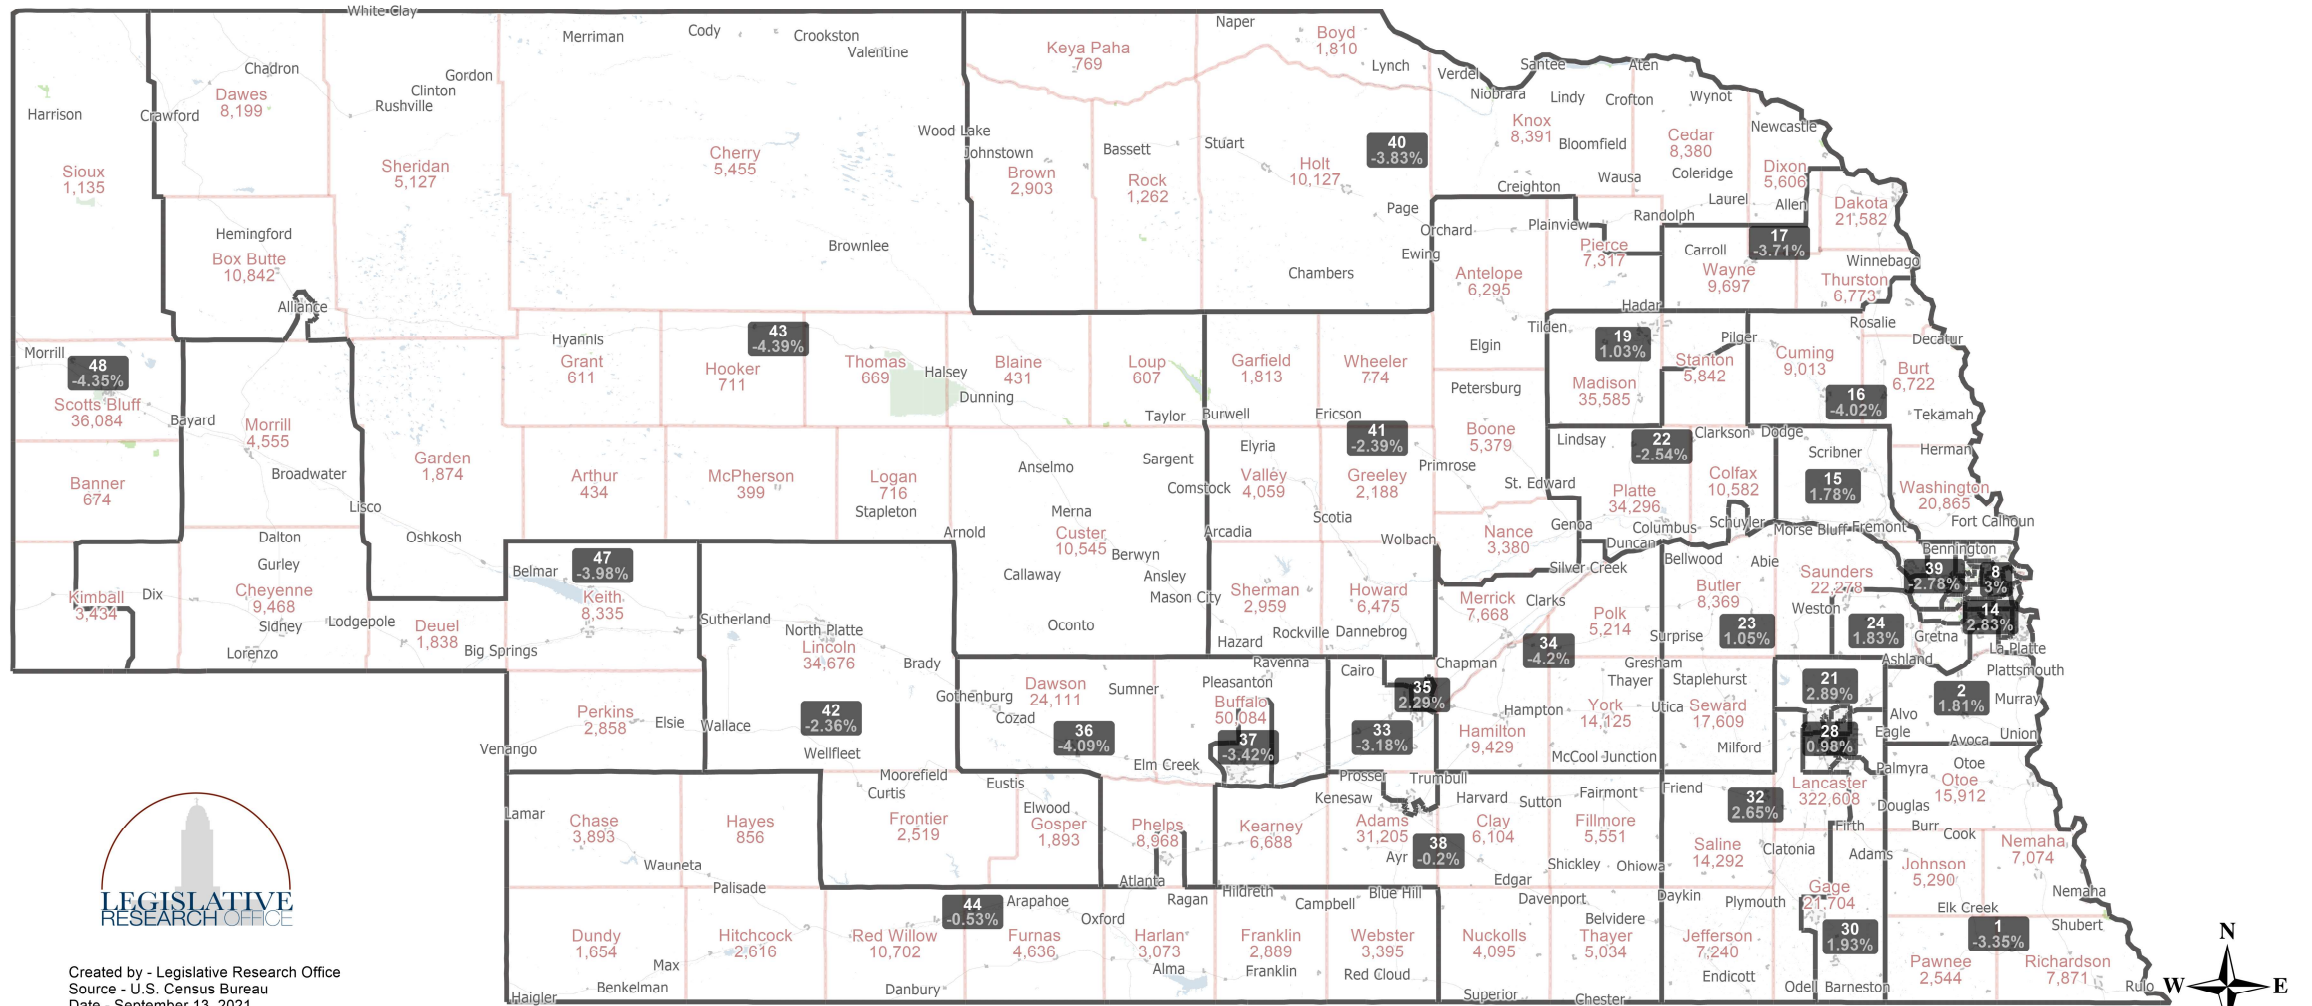 White Clay
Merriman
Cody
Crookston
Valentine
Naper
Boyd
1,810
Keya Paha
769
Lynch
Verdel
Santee
Aten
Chadron
Gordon
Clinton
Rushville
Dawes
8,199
Harrison
Crawford
Niobrara
Lindy
Crofton
Wynot
Knox
8,391
Newcastle
Wood Lake
Johnstown
Bassett
Stuart
40
-3.83%
Bloomfield
Cedar
8,380
Sioux
1,135
Sheridan
5,127
Cherry
5,455
Brown
2,903
Rock
1,262
Holt
10,127
Wausa
Coleridge
Dixon
5,606
Creighton
Laurel
Allen
Dakota
21,582
Page
Randolph
Hemingford
Box Butte
10,842
Brownlee
Orchard
Plainview
Pierce
7,317
Carroll
17
-3.71%
Ewing
Wayne
9,697
Winnebago
Chambers
Antelope
6,295
Thurston
6,773
Alliance
Hadar
Hyannis
43
-4.39%
Tilden
19
1.03%
Pilger
Rosalie
Decatur
Morrill
48
-4.35%
Scotts Bluff
36,084
Grant
611
Hooker
711
Thomas
669
Halsey
Blaine
431
Loup
607
Garfield
1,813
Wheeler
774
Elgin
Stanton
5,842
Cuming
9,013
Burt
6,722
Dunning
Petersburg
Madison
35,585
16
-4.02%
Bayard
Taylor
Burwell
Ericson
Tekamah
Morrill
4,555
41
-2.39%
Boone
5,379
Lindsay
22
-2.54%
Clarkson
Dodge
Elyria
Scribner
Herman
Broadwater
Garden
1,874
Anselmo
Sargent
Primrose
Banner
674
Arthur
434
McPherson
399
Logan
716
Stapleton
Comstock
Valley
4,059
Greeley
2,188
St. Edward
Platte
34,296
Colfax
10,582
15
1.78%
Washington
20,865
Lisco
Merna
Scotia
Genoa
Columbus
Schuyler
Morse Bluff
Fremont
Fort Calhoun
Dalton
Oshkosh
Arnold
Custer
10,545
Arcadia
Wolbach
Nance
3,380
Duncan
Bellwood
Bennington
Berwyn
Abie
Gurley
Belmar
47
-3.98%
Callaway
Ansley
Silver Creek
Saunders
22,278
39
-2.78%
8
3%
Kimball
3,434
Dix
Cheyenne
9,468
Keith
8,335
Mason City
Sherman
2,959
Howard
6,475
Merrick
7,668
Clarks
Butler
8,369
Weston
14
2.83%
Sidney
Lodgepole
Deuel
1,838
Sutherland
North Platte
Lincoln
34,676
Oconto
Hazard
Rockville
Dannebrog
Polk
5,214
Surprise
23
1.05%
24
1.83%
Gretna
Lorenzo
Big Springs
Brady
Ravenna
Cairo
Chapman
34
-4.2%
Gresham
Ashland
La Platte
Plattsmouth
Dawson
24,111
Sumner
Pleasanton
Thayer
Staplehurst
Gothenburg
Buffalo
50,084
35
2.29%
21
2.89%
2
1.81%
Murray
Perkins
2,858
Elsie
Wallace
42
-2.36%
Cozad
36
-4.09%
37
-3.42%
33
-3.18%
Hampton
York
14,125
Utica
Seward
17,609
Alvo
Venango
Wellfleet
Elm Creek
Hamilton
9,429
McCool Junction
Milford
28
0.98%
Eagle
Avoca
Union
Moorefield
Curtis
Eustis
Prosser
Trumbull
Palmyra
Otoe
Otoe
15,912
Lamar
Elwood
Kenesaw
Harvard
Sutton
Fairmont
Friend
32
2.65%
Lancaster
322,608
Douglas
Chase
3,893
Hayes
856
Frontier
2,519
Gosper
1,893
Phelps
8,968
Kearney
6,688
Adams
31,205
Clay
6,104
Fillmore
5,551
Firth
Burr
Cook
Nemaha
7,074
38
-0.2%
Ayr
Saline
14,292
Clatonia
Adams
Wauneta
Shickley
Ohiowa
Johnson
5,290
Palisade
Atlanta
Edgar
Gage
21,704
Nemaha
44
-0.53%
Arapahoe
Ragan
Hildreth
Campbell
Blue Hill
Davenport
Daykin
Plymouth
Elk Creek
Oxford
Belvidere
1
-3.35%
Shubert
Dundy
1,654
Hitchcock
2,616
Red Willow
10,702
Furnas
4,636
Harlan
3,073
Franklin
2,889
Webster
3,395
Nuckolls
4,095
Thayer
5,034
Jefferson
7,240
30
1.93%
Max
Alma
Franklin
Red Cloud
Endicott
Pawnee
2,544
Richardson
7,871
Benkelman
Danbury
Haigler
Superior
Chester
Odell
Barneston
Rulo
LEGISLATIVE
RESEARCH OFFICE
Created by - Legislative Research Office
Source - U.S. Census Bureau
Date - September 13, 2021
N
W
E